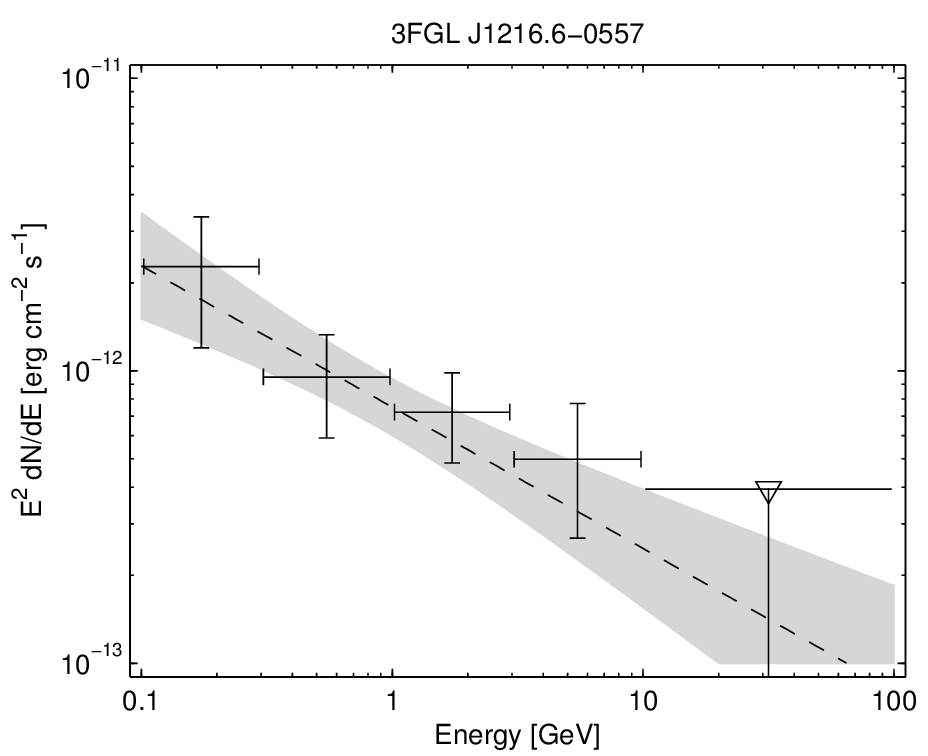 3FGL J1216.6−0557
10⁻¹¹
10⁻¹²
10⁻¹³
E² dN/dE [erg cm⁻² s⁻¹]
0.1 1 10 100
Energy [GeV]